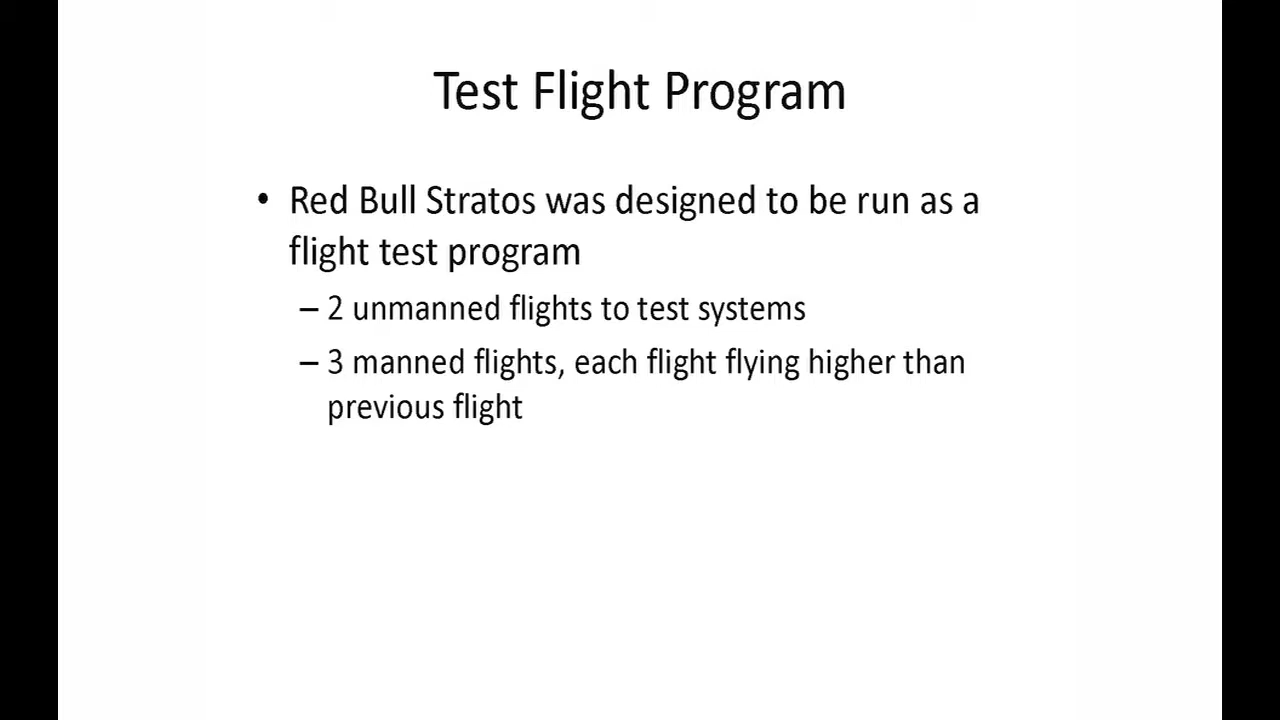 Test Flight Program
• Red Bull Stratos was designed to be run as a
flight test program
– 2 unmanned flights to test systems
– 3 manned flights, each flight flying higher than
previous flight